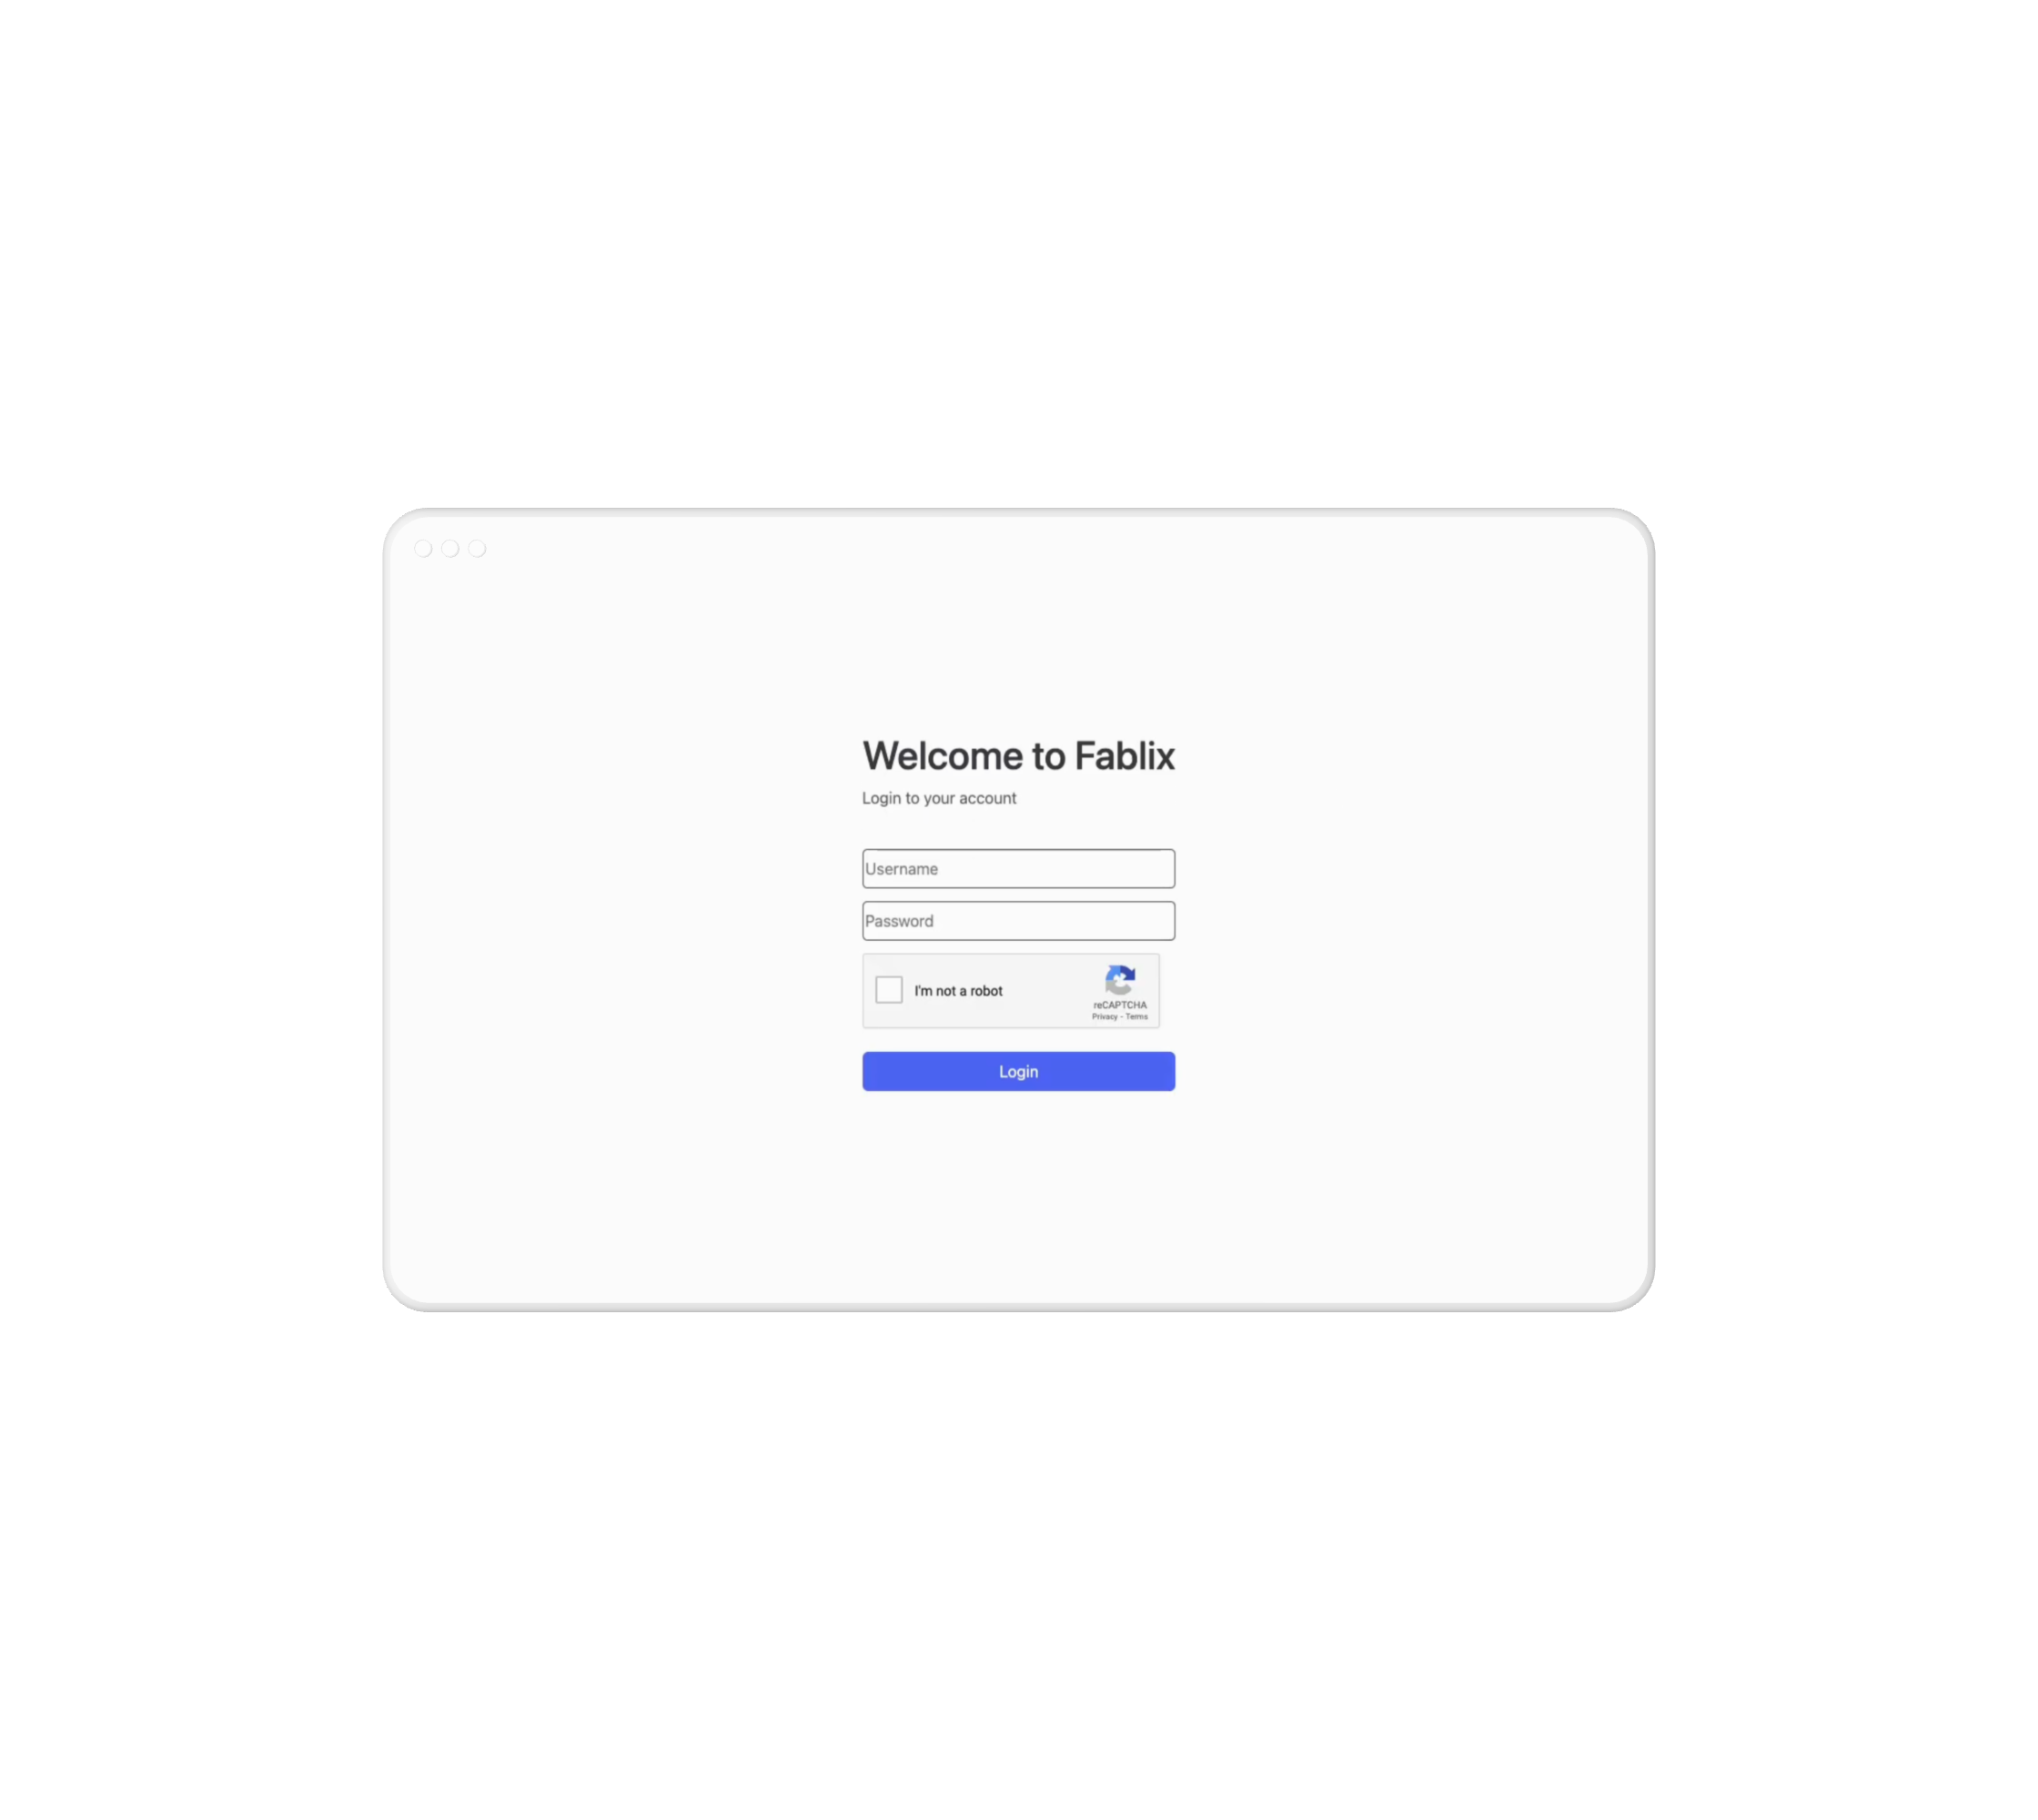 Welcome to Fablix
Login to your account
Username
Password
I'm not a robot
reCAPTCHA
Privacy - Terms
Login